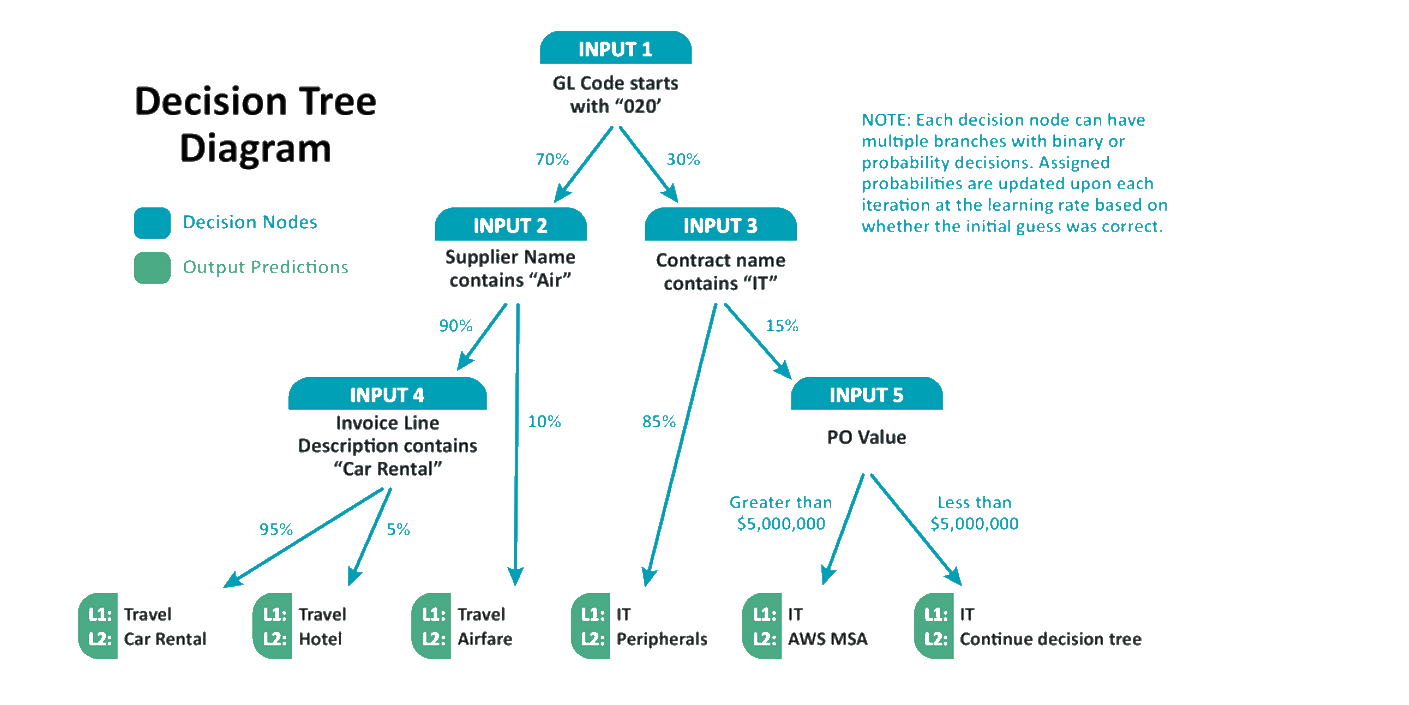 Decision Tree
Diagram
Decision Nodes
Output Predictions
NOTE: Each decision node can have
multiple branches with binary or
probability decisions. Assigned
probabilities are updated upon each
iteration at the learning rate based on
whether the initial guess was correct.
INPUT 1
GL Code starts
with “020’
70%
30%
INPUT 2
Supplier Name
contains “Air”
INPUT 3
Contract name
contains “IT”
90%
10%
85%
15%
INPUT 4
Invoice Line
Description contains
“Car Rental”
INPUT 5
PO Value
95%
5%
Greater than
$5,000,000
Less than
$5,000,000
L1: Travel
L2: Car Rental
L1: Travel
L2: Hotel
L1: Travel
L2: Airfare
L1: IT
L2: Peripherals
L1: IT
L2: AWS MSA
L1: IT
L2: Continue decision tree